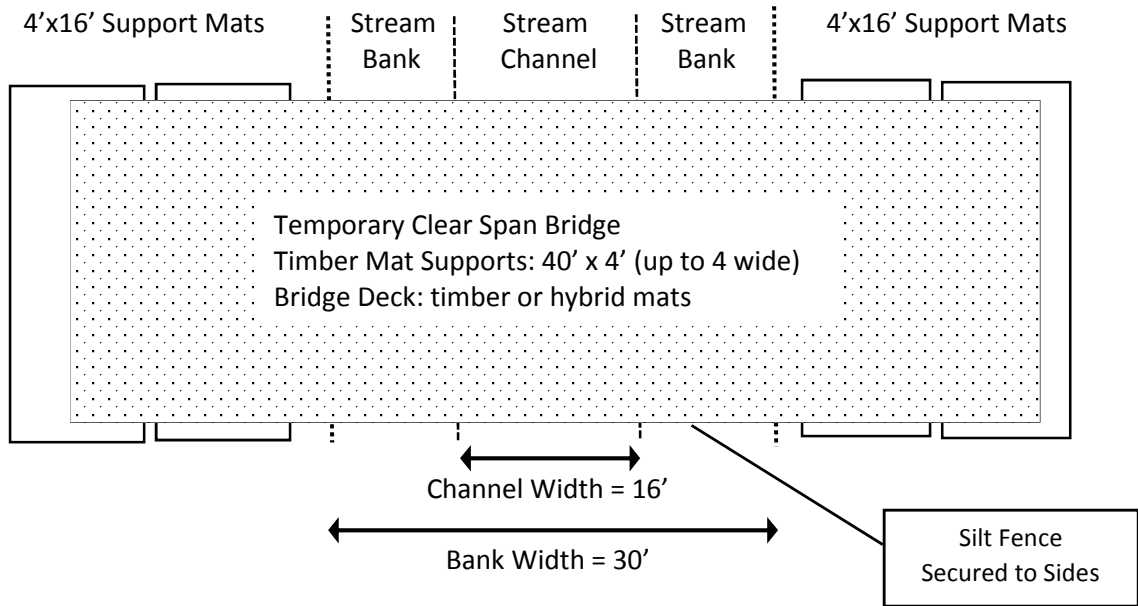 4’x16’ Support Mats
Stream
Bank
Stream
Channel
Stream
Bank
4’x16’ Support Mats
Temporary Clear Span Bridge
Timber Mat Supports: 40’ x 4’ (up to 4 wide)
Bridge Deck: timber or hybrid mats
Channel Width = 16’
Bank Width = 30’
Silt Fence
Secured to Sides